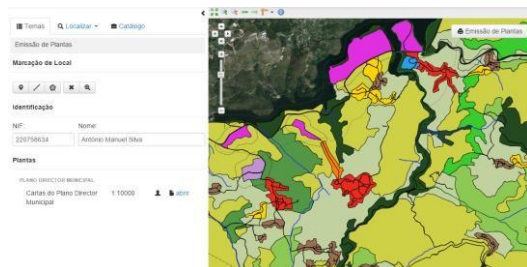 Temas Localizar Catálogo
Emissão de Plantas
Marcação de Local
Identificação
NIF: Nome:
220758634 António Manuel Silva
Plantas
PLANO DIRECTOR MUNICIPAL
Cartas do Plano Director Municipal 1:10000 abrir
Emissão de Plantas